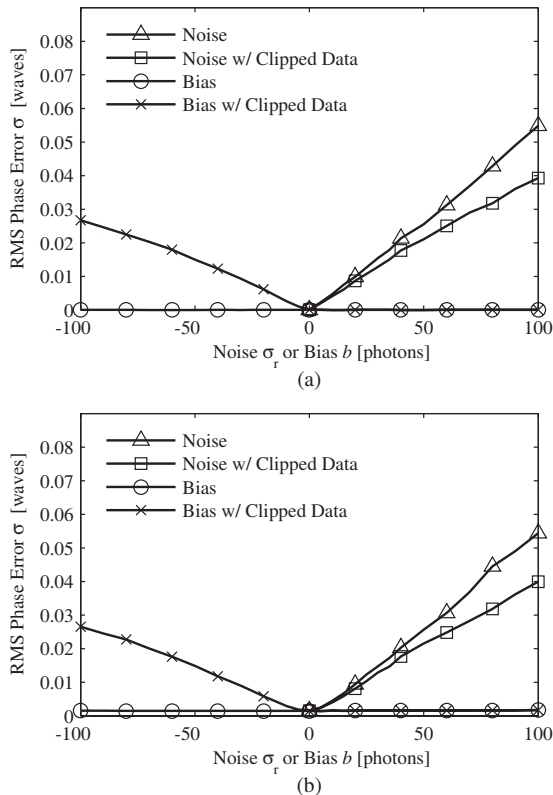 0.08
0.07
0.06
0.05
0.04
0.03
0.02
0.01
0
RMS Phase Error σ [waves]
Noise
Noise w/ Clipped Data
Bias
Bias w/ Clipped Data
-100 -50 0 50 100
Noise σr or Bias b [photons]
(a)
0.08
0.07
0.06
0.05
0.04
0.03
0.02
0.01
0
RMS Phase Error σ [waves]
Noise
Noise w/ Clipped Data
Bias
Bias w/ Clipped Data
-100 -50 0 50 100
Noise σr or Bias b [photons]
(b)